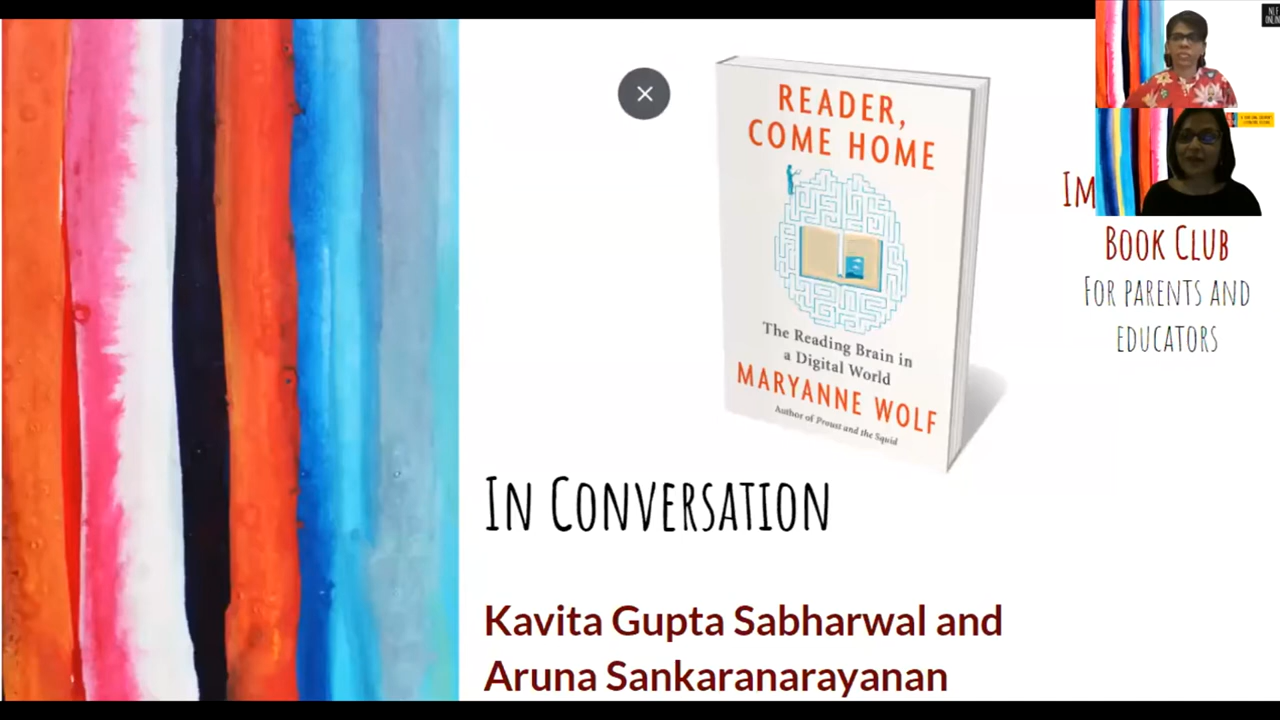 READER,
COME HOME
The Reading Brain in
a Digital World
MARYANNE WOLF
Author of Proust and the Squid
BOOK CLUB
FOR PARENTS AND
EDUCATORS
IN CONVERSATION
Kavita Gupta Sabharwal and
Aruna Sankaranarayanan